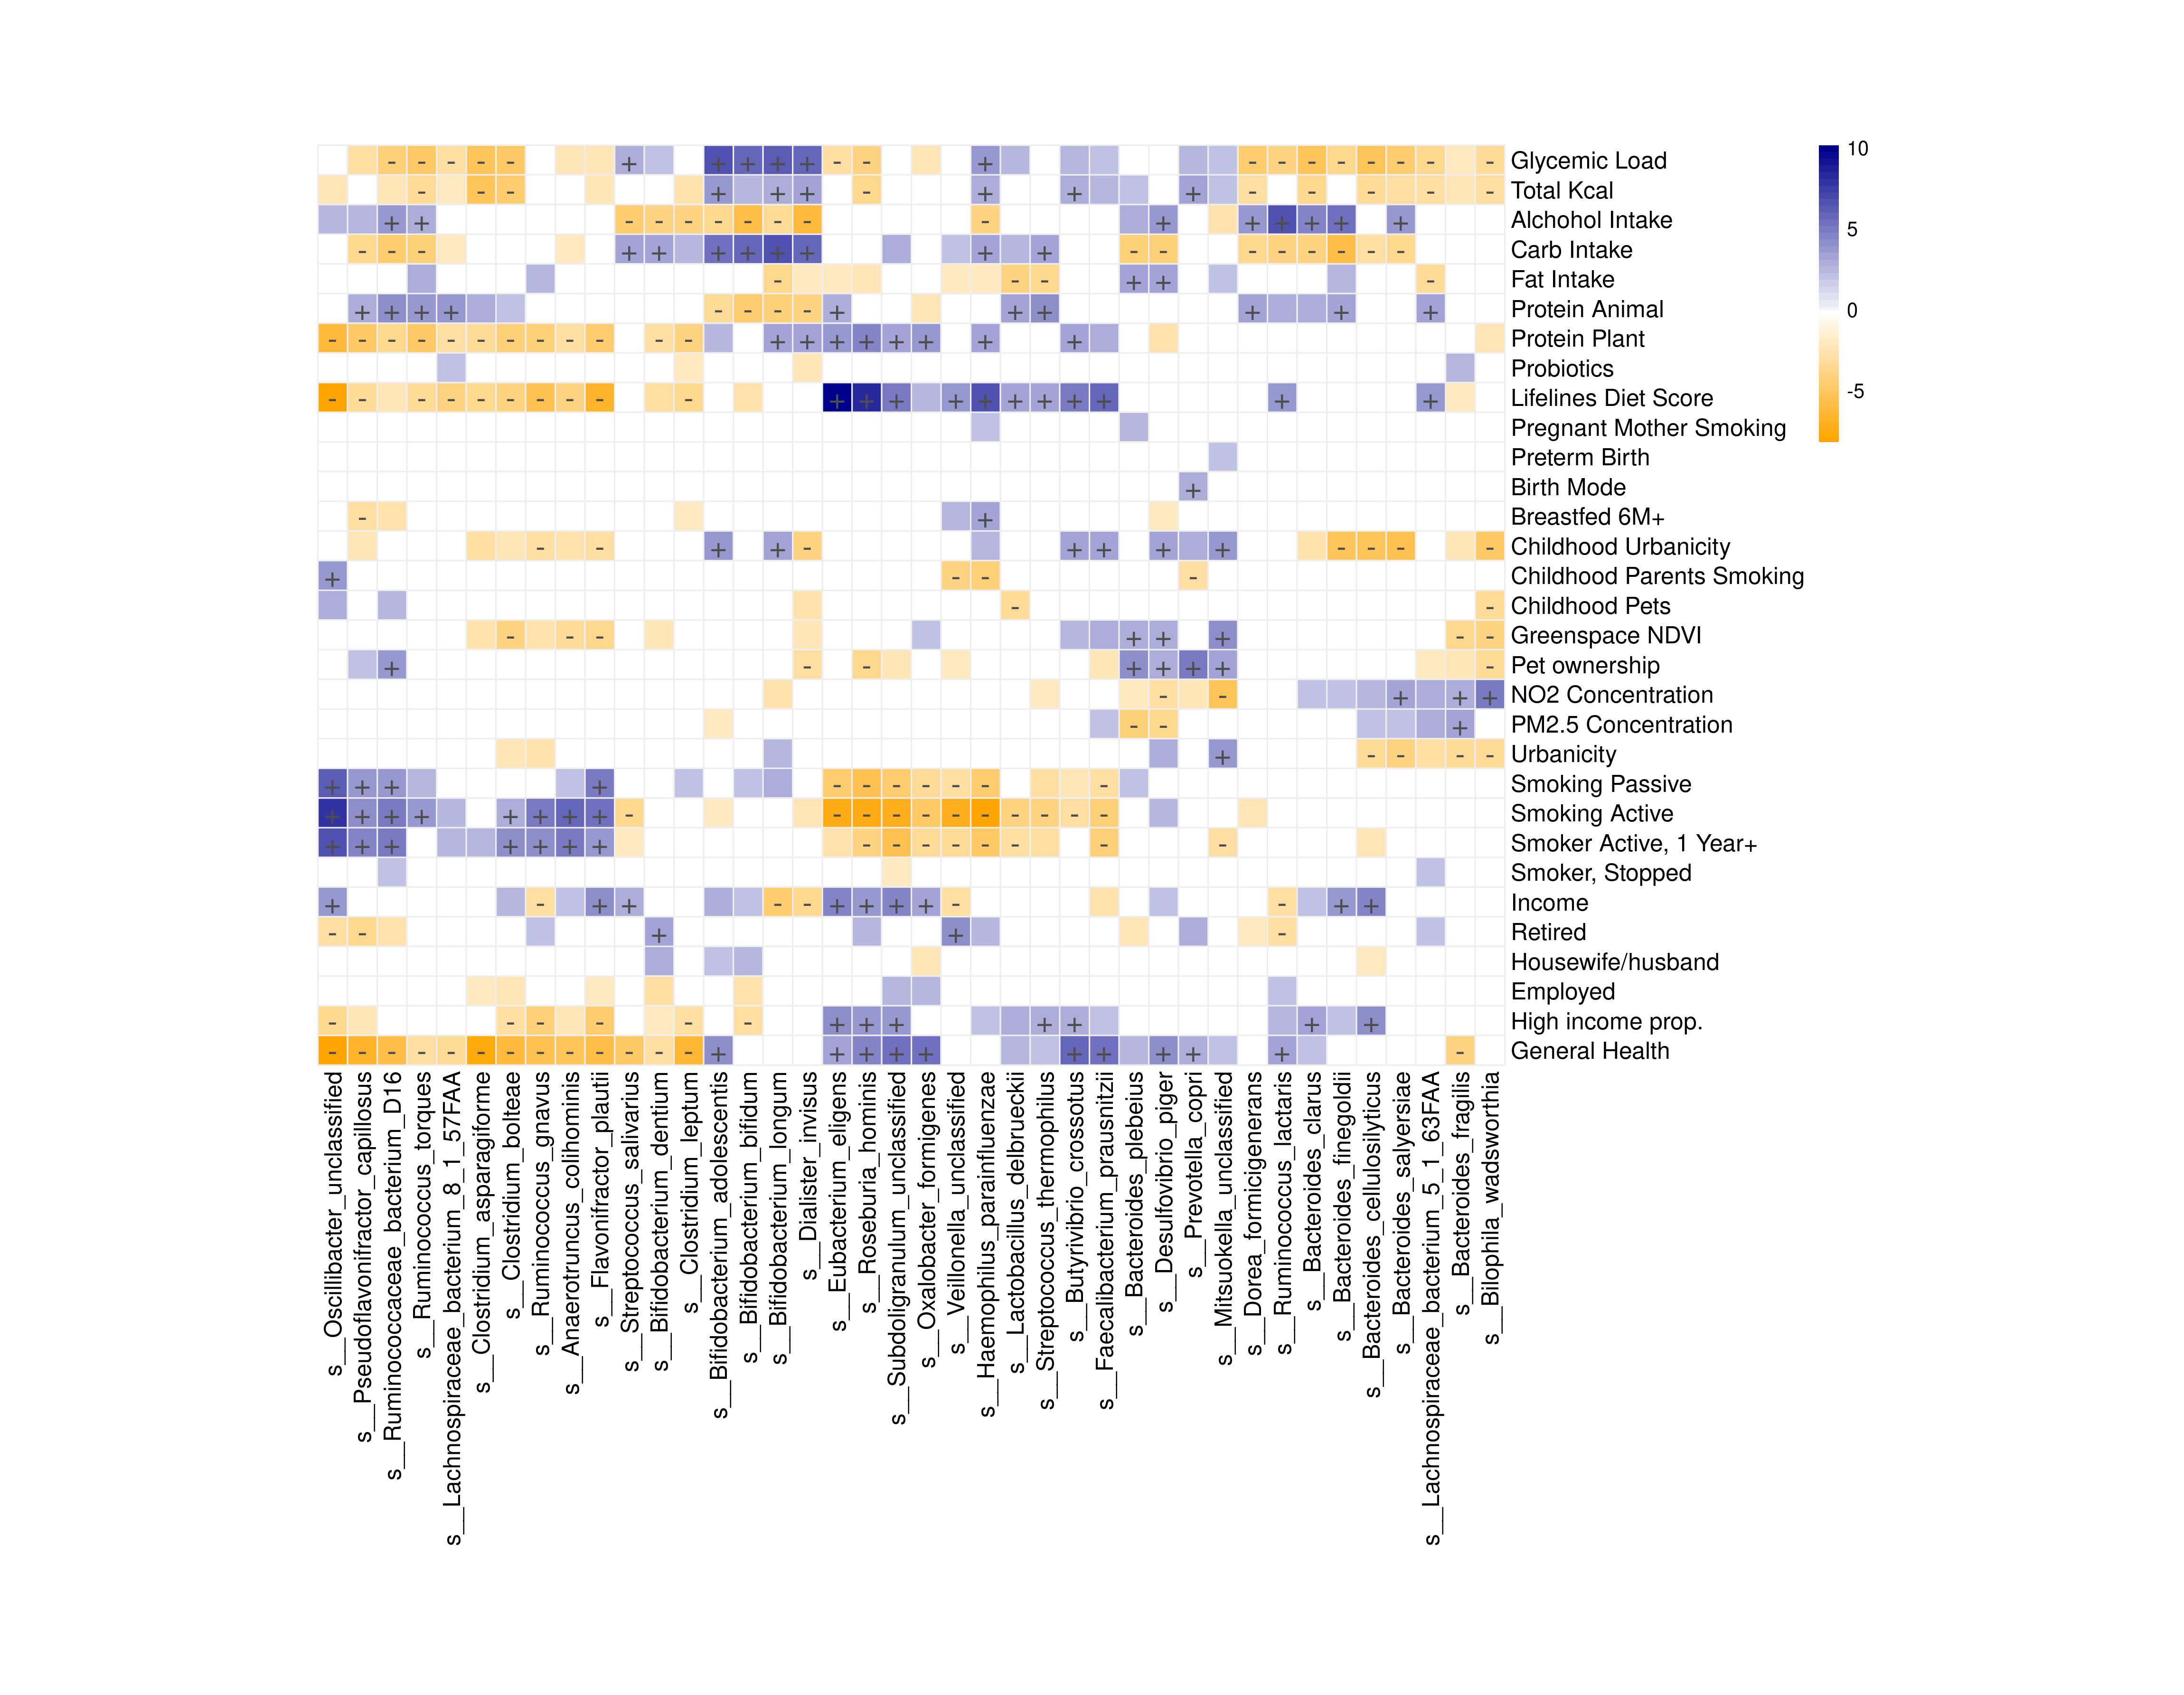 10
5
0
-5
Glycemic Load
Total Kcal
Alchohol Intake
Carb Intake
Fat Intake
Protein Animal
Protein Plant
Probiotics
Lifelines Diet Score
Pregnant Mother Smoking
Preterm Birth
Birth Mode
Breastfed 6M+
Childhood Urbanicity
Childhood Parents Smoking
Childhood Pets
Greenspace NDVI
Pet ownership
NO2 Concentration
PM2.5 Concentration
Urbanicity
Smoking Passive
Smoking Active
Smoker Active, 1 Year+
Smoker, Stopped
Income
Retired
Housewife/husband
Employed
High income prop.
General Health
s__Oscillibacter_unclassified
s__Pseudoflavonifractor_capillosus
s__Ruminococcaceae_bacterium_D16
s__Ruminococcus_torques
s__Lachnospiraceae_bacterium_8_1_57FAA
s__Clostridium_asparagiforme
s__Clostridium_bolteae
s__Ruminococcus_gnavus
s__Anaerotruncus_colihominis
s__Flavonifractor_plautii
s__Streptococcus_salivarius
s__Bifidobacterium_dentium
s__Clostridium_leptum
s__Bifidobacterium_adolescentis
s__Bifidobacterium_bifidum
s__Bifidobacterium_longum
s__Dialister_invisus
s__Eubacterium_eligens
s__Roseburia_hominis
s__Subdoligranulum_unclassified
s__Oxalobacter_formigenes
s__Veillonella_unclassified
s__Haemophilus_parainfluenzae
s__Lactobacillus_delbrueckii
s__Streptococcus_thermophilus
s__Butyrivibrio_crossotus
s__Faecalibacterium_prausnitzii
s__Bacteroides_plebeius
s__Desulfovibrio_piger
s__Prevotella_copri
s__Mitsuokella_unclassified
s__Dorea_formicigenerans
s__Ruminococcus_lactaris
s__Bacteroides_clarus
s__Bacteroides_finegoldii
s__Bacteroides_cellulosilyticus
s__Bacteroides_salyersiae
s__Lachnospiraceae_bacterium_5_1_63FAA
s__Bacteroides_fragilis
s__Bilophila_wadsworthia